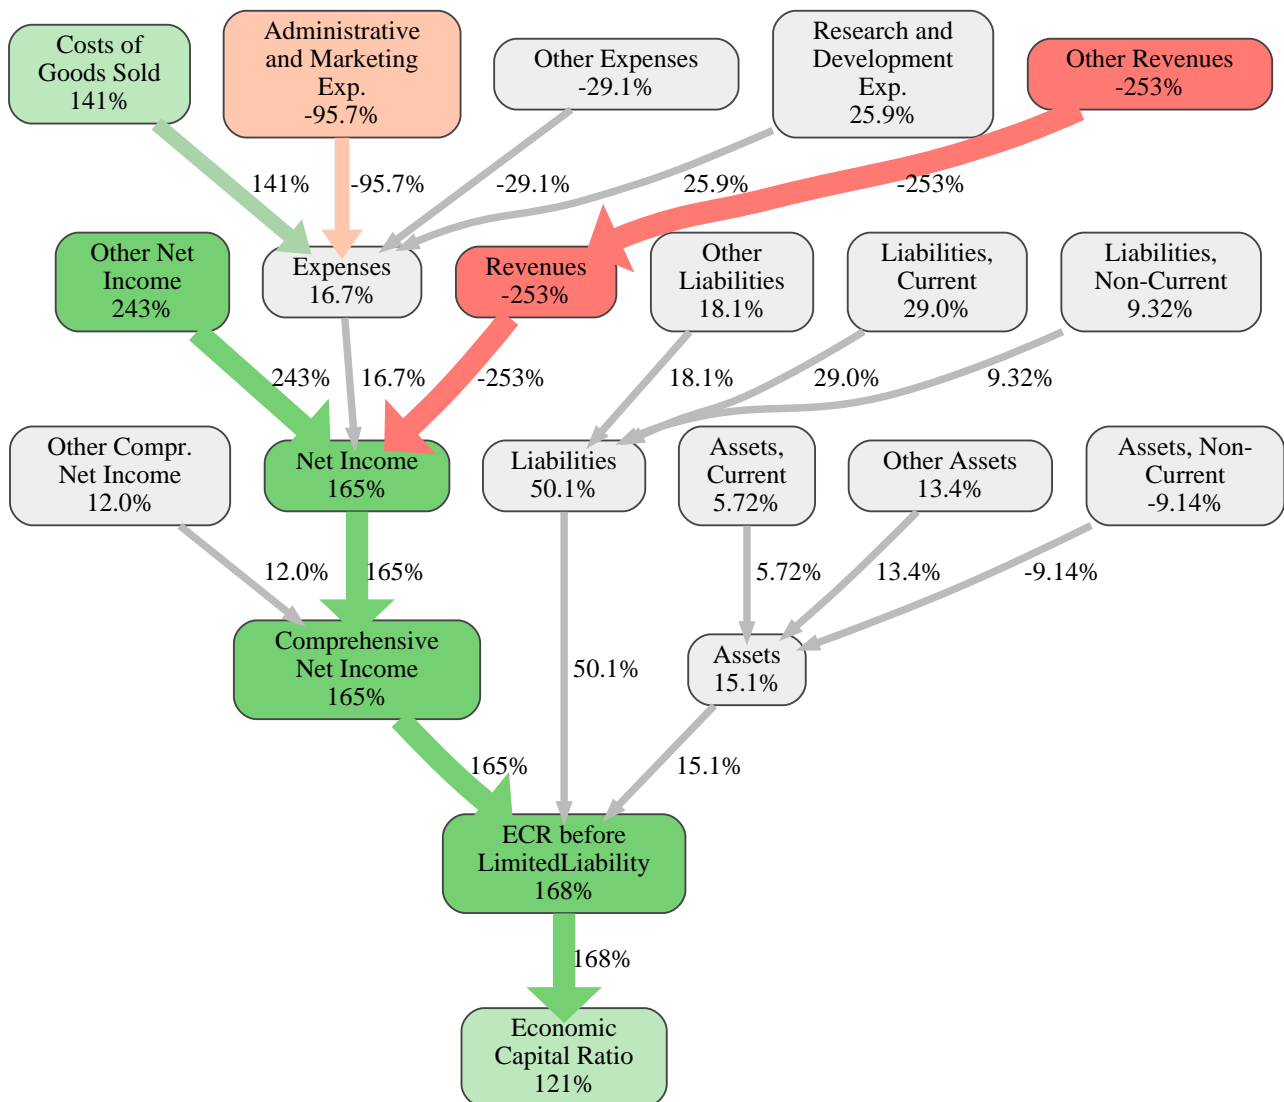 Costs of
Goods Sold
141%
Administrative
and Marketing
Exp.
-95.7%
Other Expenses
-29.1%
Research and
Development
Exp.
25.9%
Other Revenues
-253%
141%
-95.7%
-29.1%
25.9%
-253%
Other Net
Income
243%
Expenses
16.7%
Revenues
-253%
Other
Liabilities
18.1%
Liabilities,
Current
29.0%
Liabilities,
Non-Current
9.32%
243%
16.7%
-253%
18.1%
29.0%
9.32%
Other Compr.
Net Income
12.0%
Net Income
165%
Liabilities
50.1%
Assets,
Current
5.72%
Other Assets
13.4%
Assets, Non-
Current
-9.14%
12.0%
165%
5.72%
13.4%
-9.14%
Comprehensive
Net Income
165%
50.1%
Assets
15.1%
165%
15.1%
ECR before
LimitedLiability
168%
168%
Economic
Capital Ratio
121%